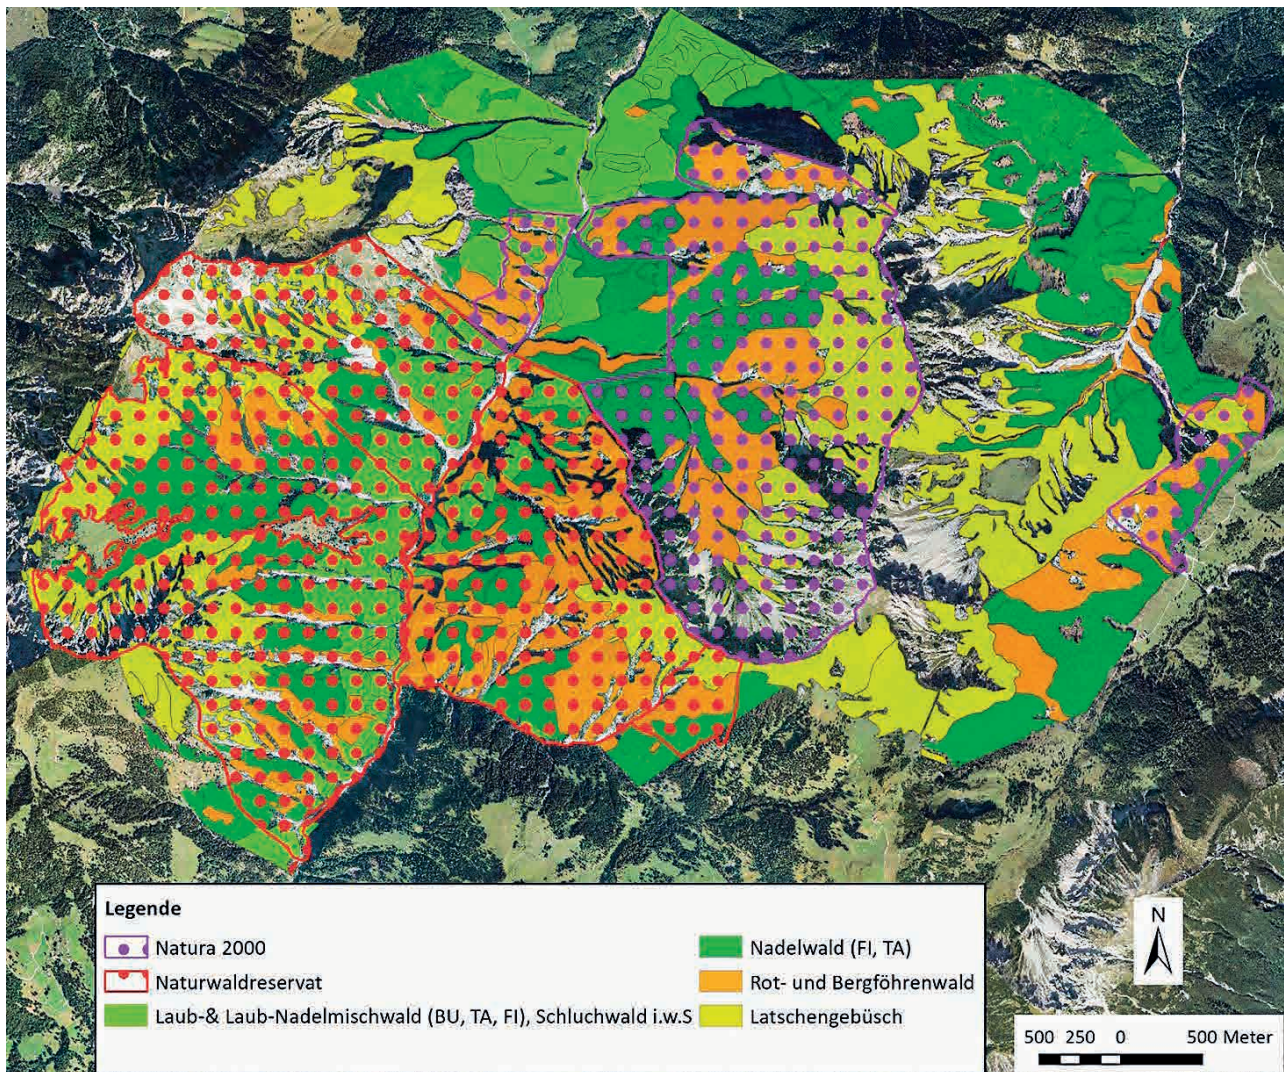 Legende
Natura 2000
Naturwaldreservat
Laub-& Laub-Nadelmischwald (BU, TA, FI), Schluchwald i.w.S
Nadelwald (FI, TA)
Rot- und Bergföhrenwald
Latschengebüsch
N
500 250 0 500 Meter